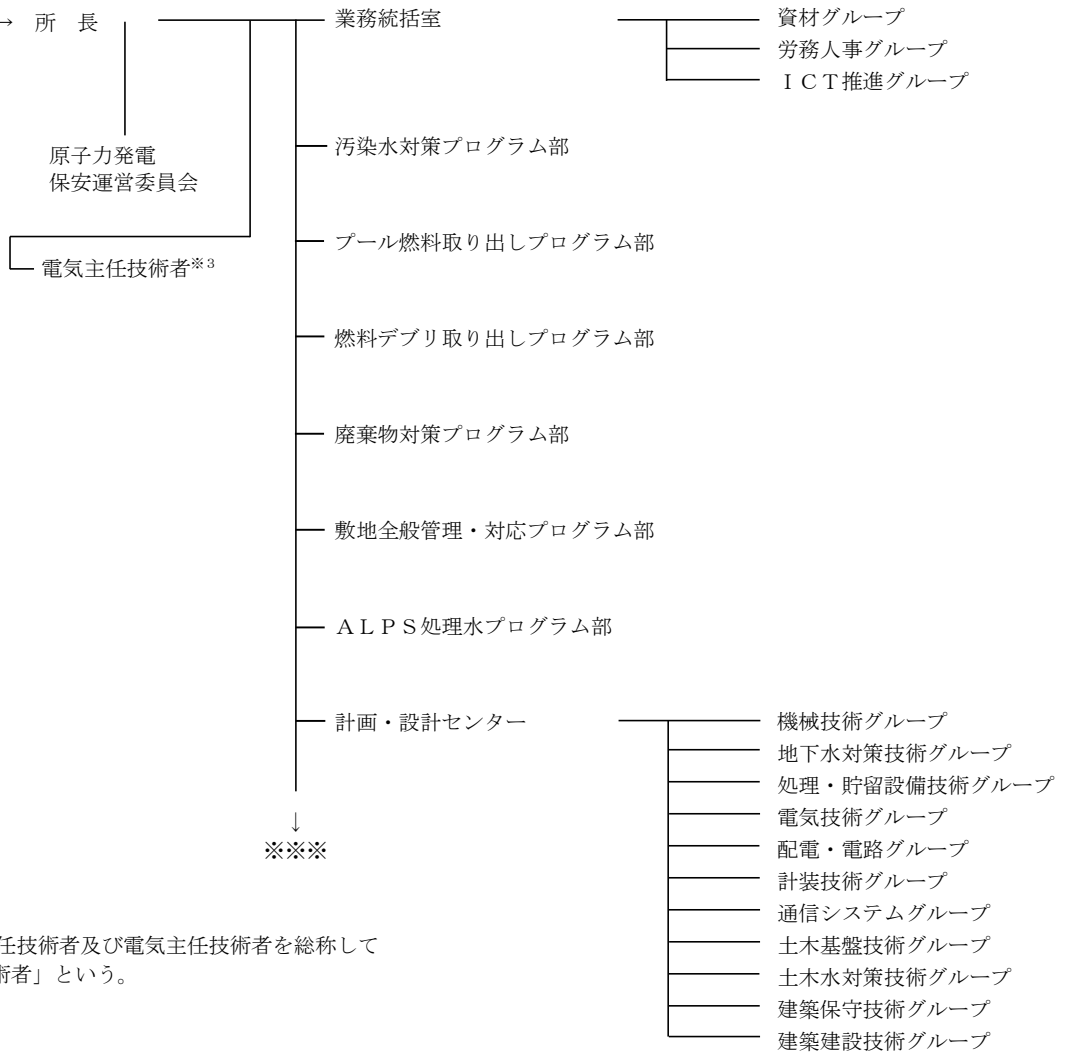 → 所 長
業務統括室
資材グループ
労務人事グループ
ＩＣＴ推進グループ
原子力発電
保安運営委員会
汚染水対策プログラム部
プール燃料取り出しプログラム部
電気主任技術者※3
燃料デブリ取り出しプログラム部
廃棄物対策プログラム部
敷地全般管理・対応プログラム部
ＡＬＰＳ処理水プログラム部
計画・設計センター
機械技術グループ
地下水対策技術グループ
処理・貯留設備技術グループ
電気技術グループ
配電・電路グループ
計装技術グループ
通信システムグループ
土木基盤技術グループ
土木水対策技術グループ
建築保守技術グループ
建築建設技術グループ
↓
※※※
任技術者及び電気主任技術者を総称して
術者」という。